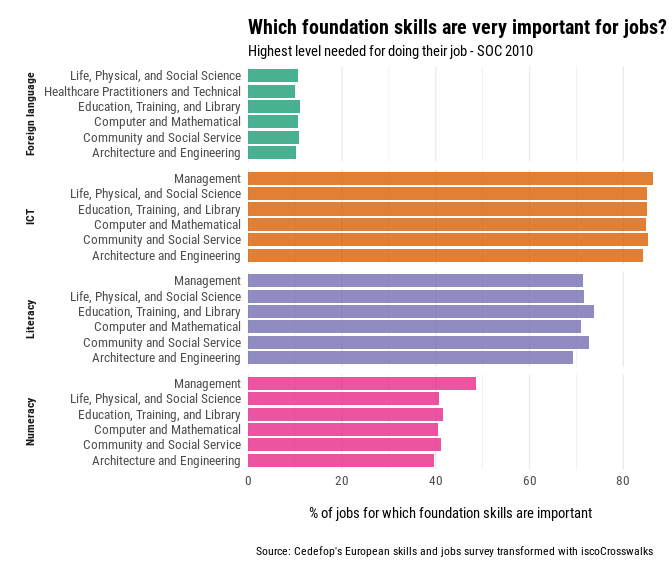 Which foundation skills are very important for jobs?
Highest level needed for doing their job - SOC 2010
Foreign language
Life, Physical, and Social Science
Healthcare Practitioners and Technical
Education, Training, and Library
Computer and Mathematical
Community and Social Service
Architecture and Engineering
ICT
Management
Life, Physical, and Social Science
Education, Training, and Library
Computer and Mathematical
Community and Social Service
Architecture and Engineering
Literacy
Management
Life, Physical, and Social Science
Education, Training, and Library
Computer and Mathematical
Community and Social Service
Architecture and Engineering
Numeracy
Management
Life, Physical, and Social Science
Education, Training, and Library
Computer and Mathematical
Community and Social Service
Architecture and Engineering
0 20 40 60 80
% of jobs for which foundation skills are important
Source: Cedefop's European skills and jobs survey transformed with iscoCrosswalks